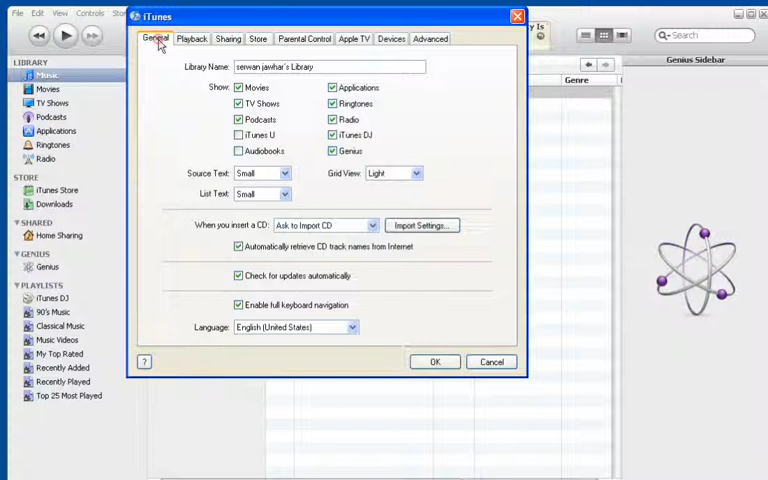 iTunes
File Edit View Controls Sto
General Playback Sharing Store Parental Control Apple TV Devices Advanced
Search
LIBRARY
Music
Movies
TV Shows
Podcasts
Applications
Ringtones
Radio
STORE
iTunes Store
Downloads
SHARED
Home Sharing
GENIUS
Genius
PLAYLISTS
iTunes DJ
90's Music
Classical Music
Music Videos
My Top Rated
Recently Added
Recently Played
Top 25 Most Played
Library Name: serwan jawhar's Library
Show: Movies Applications
TV Shows Ringtones
Podcasts Radio
iTunes U iTunes DJ
Audiobooks Genius
Source Text: Small Grid View: Light
List Text: Small
When you insert a CD: Ask to Import CD Import Settings...
Automatically retrieve CD track names from Internet
Check for updates automatically
Enable full keyboard navigation
Language: English (United States)
? OK Cancel
y Is
Genius Sidebar
Genre